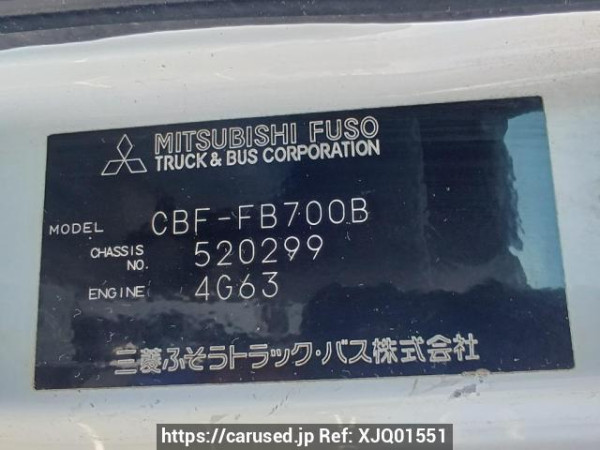 MITSUBISHI FUSO
TRUCK & BUS CORPORATION
MODEL CBF-FB700B
CHASSIS NO. 520299
ENGINE 4G63
三菱ふそうトラック・バス株式会社
https://carused.jp Ref: XJQ01551